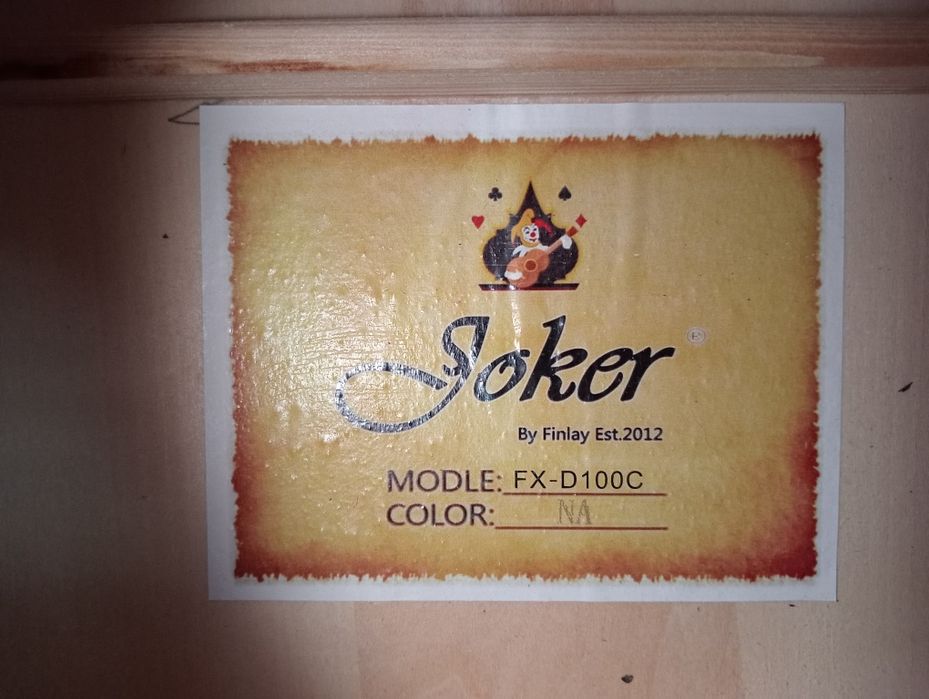 Joker ®
By Finlay Est.2012
MODLE: FX-D100C
COLOR: NA